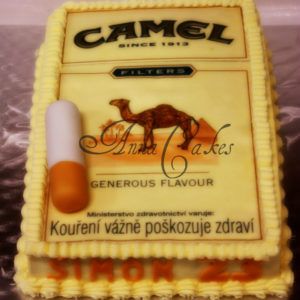 CAMEL
SINCE 1913
FILTERS
Anna Cakes
GENEROUS FLAVOUR
Ministerstvo zdravotnictví varuje:
Kouření vážně poškozuje zdraví
SIMON 25